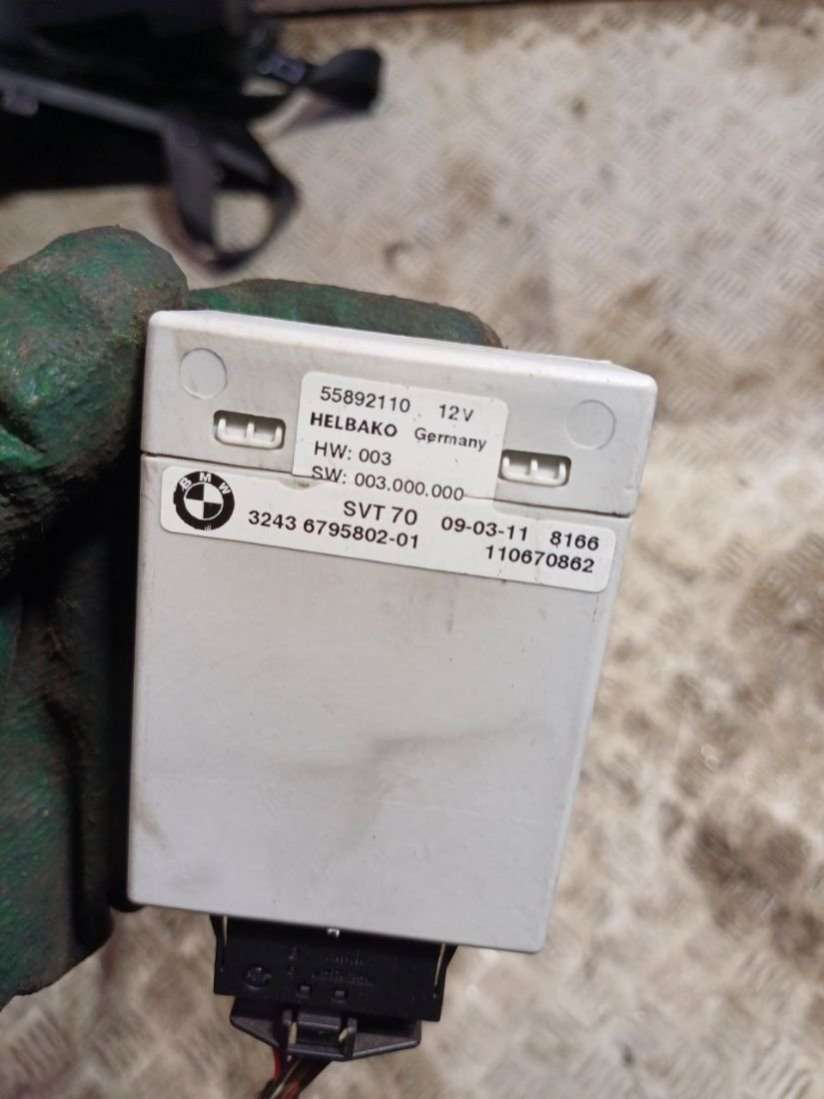 55892110 12V
HELBAKO Germany
HW: 003
SW: 003.000.000
BMW
SVT 70 09-03-11 8166
3243 6795802-01 110670862